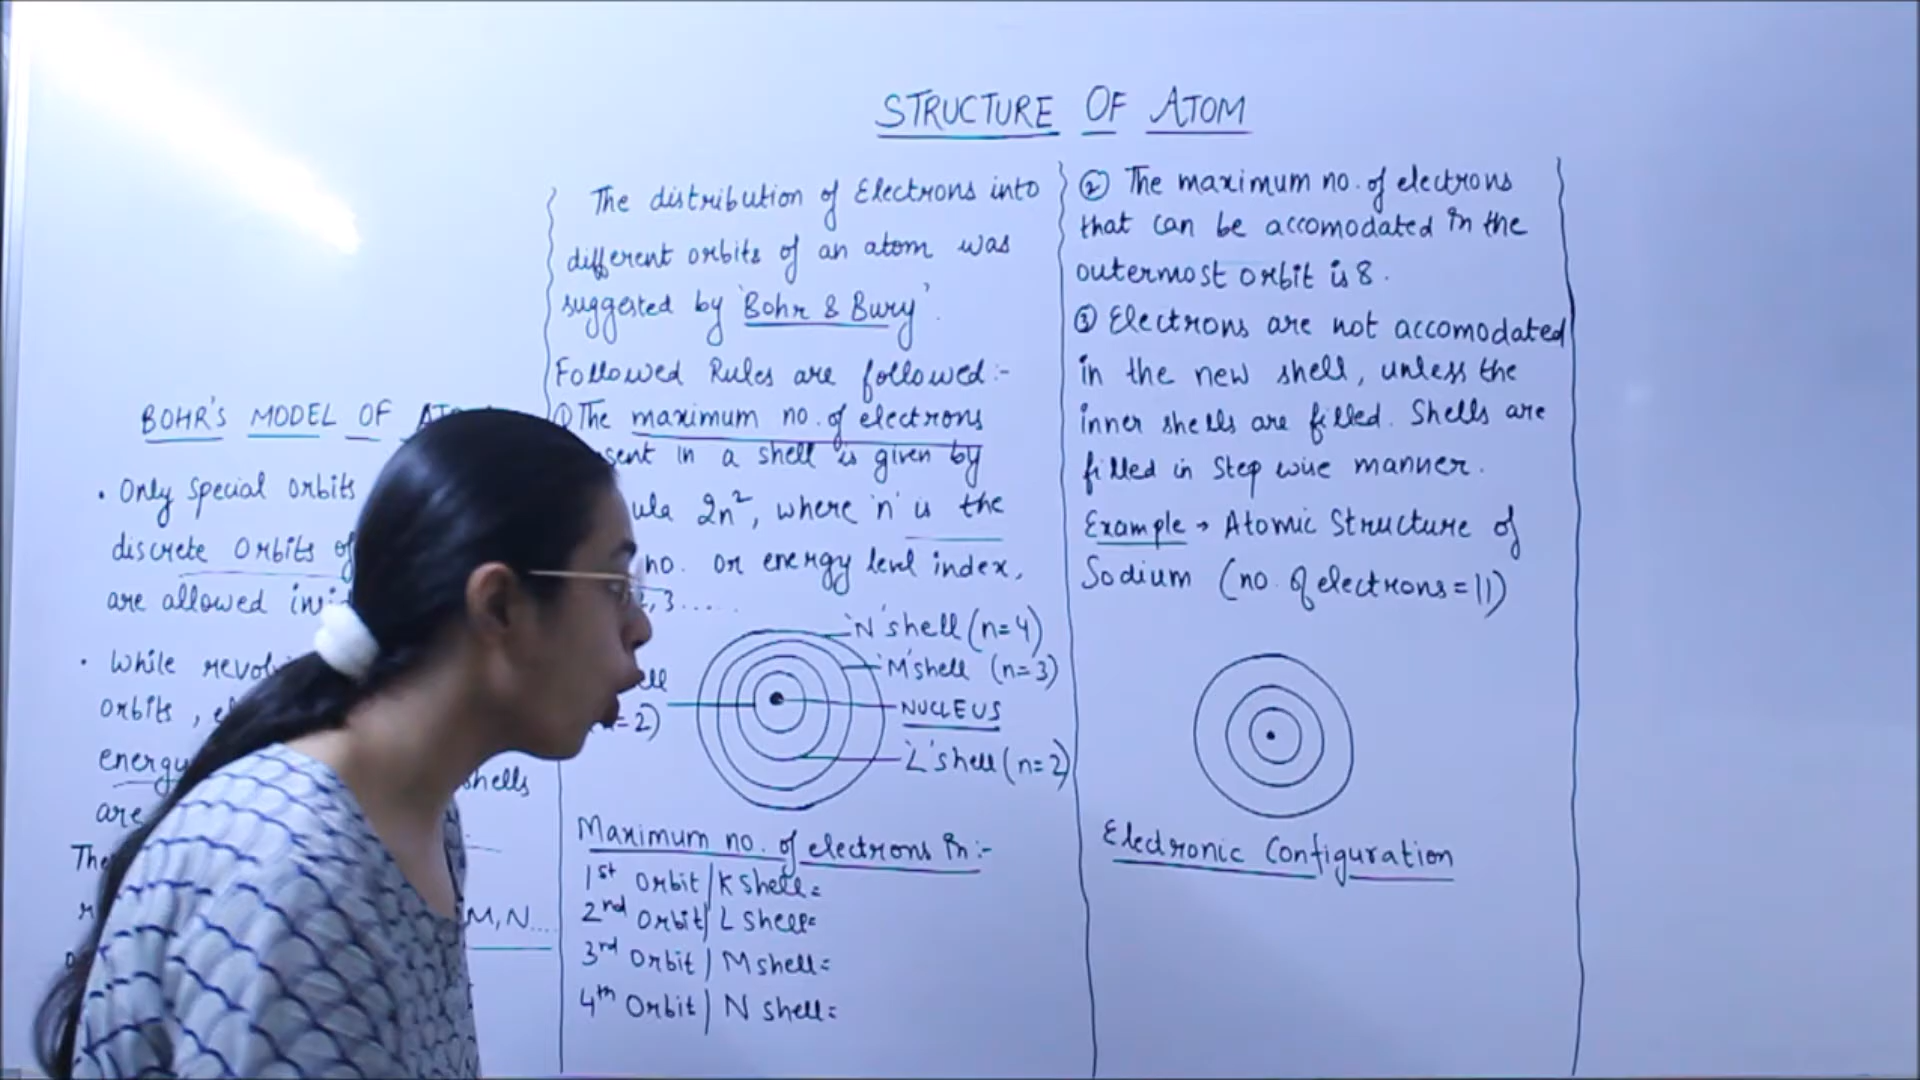 STRUCTURE OF ATOM
BOHR'S MODEL OF
• Only special orbits
discrete orbits of
are allowed
• While revol
orbits,
energy
shells
are
The
M, N....
The distribution of Electrons into
different orbits of an atom was
suggested by 'Bohr & Bury'.
Followed Rules are followed:-
① The maximum no. of electrons
sent in a shell is given by
ula 2n², where 'n' is the
no. or energy level index,
,3.....
'N' shell (n=4)
'M' shell (n=3)
ell
NUCLEUS
=2)
'L' shell (n=2)
Maximum no. of electrons in:-
1st Orbit/K Shell=
2nd Orbit/L Shell=
3rd Orbit/M shell=
4th Orbit/N shell=
② The maximum no. of electrons
that can be accomodated in the
outermost orbit is 8.
③ Electrons are not accomodated
in the new shell, unless the
inner shells are filled. Shells are
filled in step wise manner.
Example → Atomic Structure of
Sodium (no. of electrons = 11)
Electronic Configuration